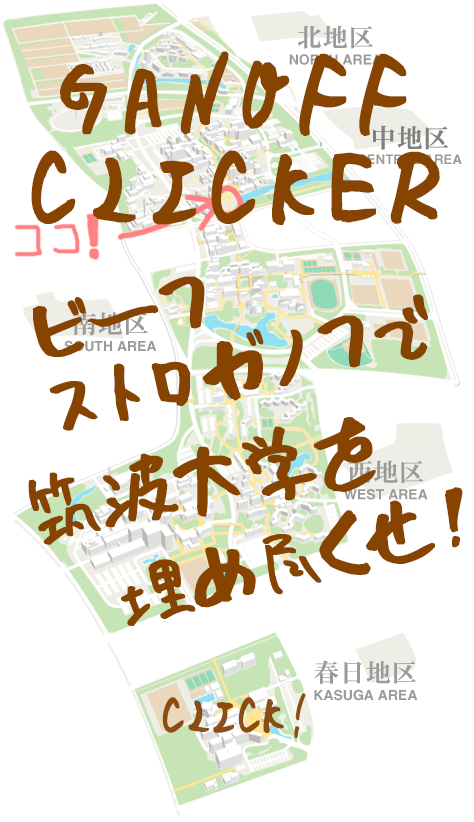 北地区
NORTH AREA
GANOFF
中地区
CENTRAL AREA
CLICKER
ココ!
ビーフ
南地区
SOUTH AREA
ストロガノフで
筑波大学を
西地区
WEST AREA
埋め尽くせ!
春日地区
KASUGA AREA
CLICK!